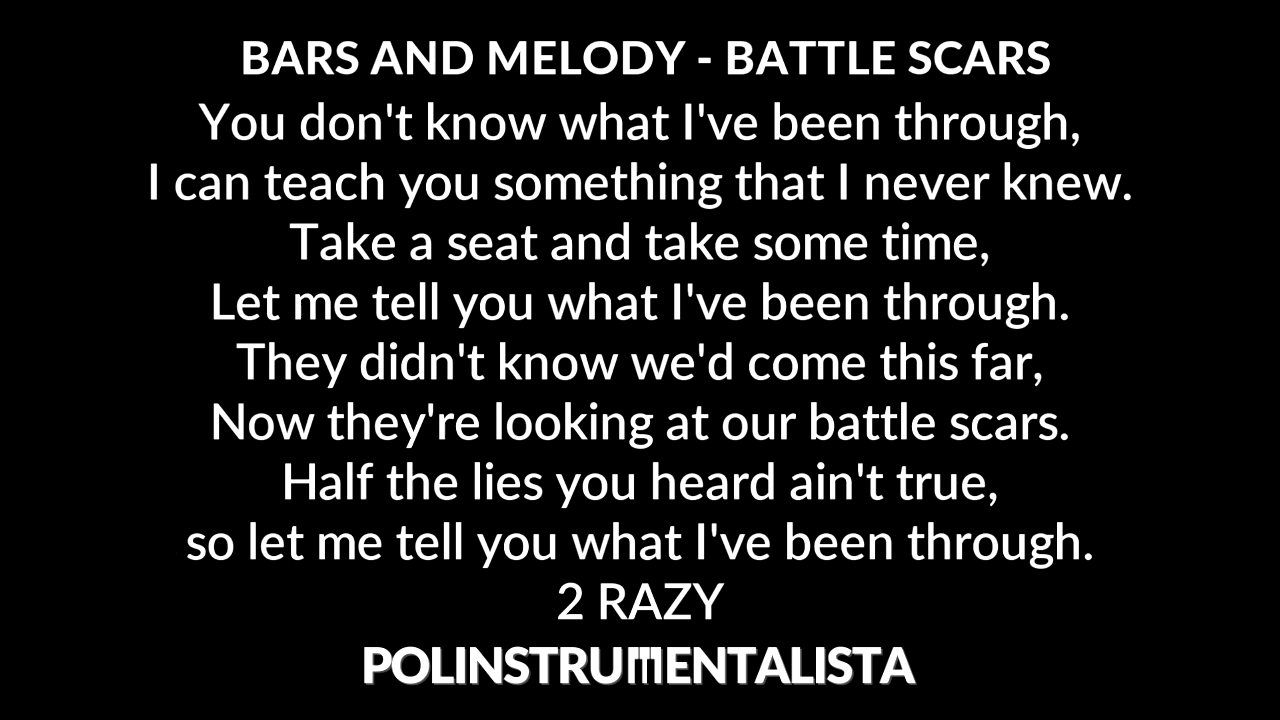 BARS AND MELODY - BATTLE SCARS
You don't know what I've been through,
I can teach you something that I never knew.
Take a seat and take some time,
Let me tell you what I've been through.
They didn't know we'd come this far,
Now they're looking at our battle scars.
Half the lies you heard ain't true,
so let me tell you what I've been through.
2 RAZY
POLINSTRUMENTALISTA